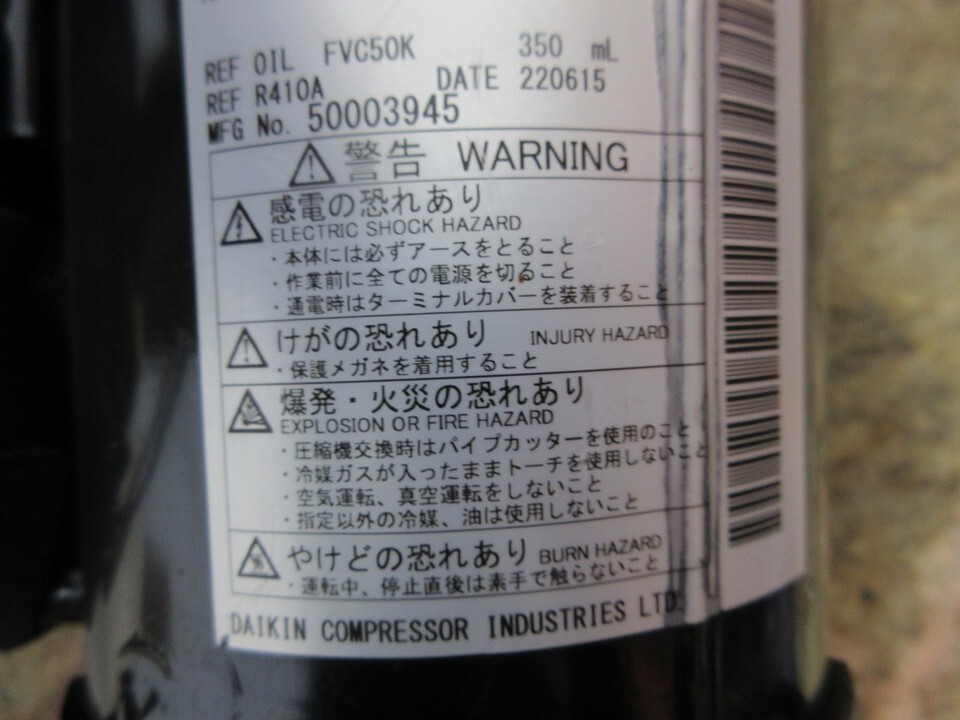 REF OIL FVC50K 350 mL
REF R410A DATE 220615
MFG No. 50003945
警告 WARNING
感電の恐れあり
ELECTRIC SHOCK HAZARD
・本体には必ずアースをとること
・作業前に全ての電源を切ること
・通電時はターミナルカバーを装着すること
けがの恐れあり INJURY HAZARD
・保護メガネを着用すること
爆発・火災の恐れあり
EXPLOSION OR FIRE HAZARD
・圧縮機交換時はパイプカッターを使用のこと
・冷媒ガスが入ったままトーチを使用しないこと
・空気運転、真空運転をしないこと
・指定以外の冷媒、油は使用しないこと
やけどの恐れあり BURN HAZARD
・運転中、停止直後は素手で触らないこと
DAIKIN COMPRESSOR INDUSTRIES LTD.